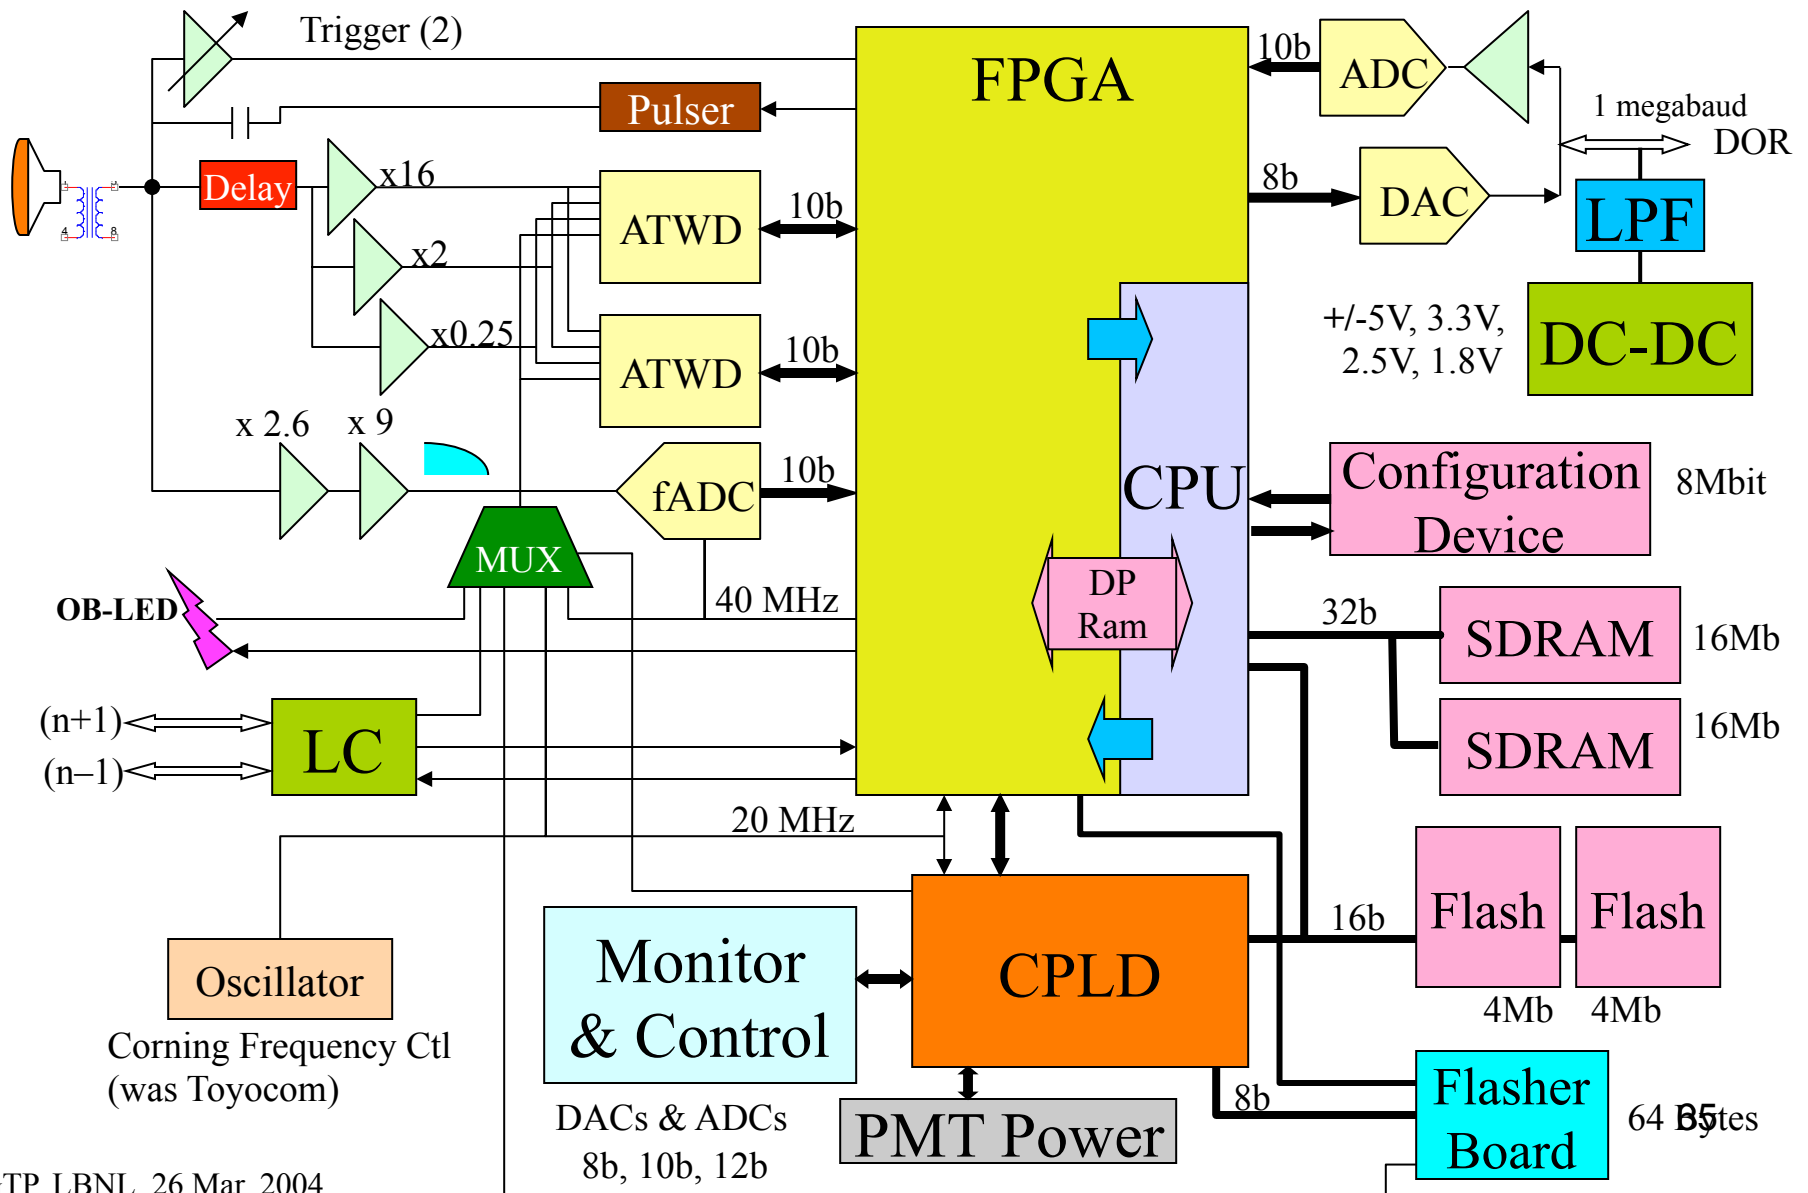 Trigger (2)
FPGA
10b
ADC
1 megabaud
DOR
Pulser
Delay
x16
ATWD
10b
8b
DAC
LPF
x2
x0.25
ATWD
10b
+/-5V, 3.3V,
2.5V, 1.8V
DC-DC
x 2.6
x 9
fADC
10b
CPU
Configuration
Device
8Mbit
MUX
OB-LED
40 MHz
DP
Ram
32b
SDRAM
16Mb
SDRAM
16Mb
(n+1)
(n–1)
LC
20 MHz
Oscillator
Corning Frequency Ctl
(was Toyocom)
Monitor
& Control
DACs & ADCs
8b, 10b, 12b
CPLD
16b
Flash
Flash
4Mb
4Mb
PMT Power
8b
Flasher
Board
64 Bytes
65
4
8
LBNL 26 Mar 2004